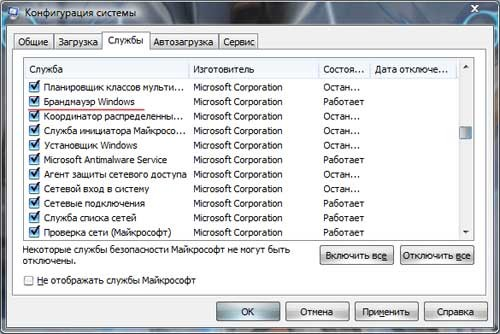 Конфигурация системы
Общие Загрузка Службы Автозагрузка Сервис
Служба Изготовитель Состоя... Дата отключе...
Планировщик классов мульти... Microsoft Corporation Остан...
Брандмауэр Windows Microsoft Corporation Работает
Координатор распределенны... Microsoft Corporation Остан...
Служба инициатора Майкросо... Microsoft Corporation Остан...
Установщик Windows Microsoft Corporation Остан...
Microsoft Antimalware Service Microsoft Corporation Работает
Агент защиты сетевого доступа Microsoft Corporation Остан...
Сетевой вход в систему Microsoft Corporation Остан...
Сетевые подключения Microsoft Corporation Работает
Служба списка сетей Microsoft Corporation Работает
Проверка сети (Майкрософт) Microsoft Corporation Работает
Некоторые службы безопасности Майкрософт не могут быть
отключены.
Включить все Отключить все
Не отображать службы Майкрософт
ОК Отмена Применить Справка